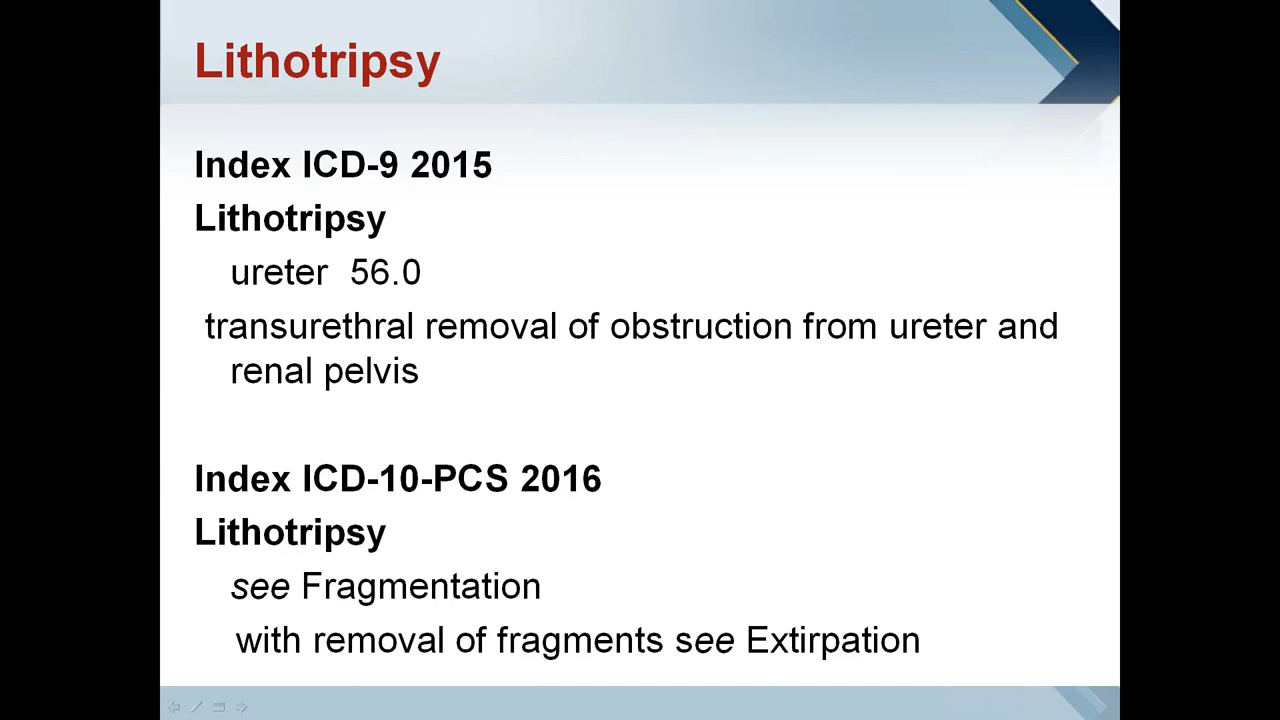 Lithotripsy
Index ICD-9 2015
Lithotripsy
ureter 56.0
transurethral removal of obstruction from ureter and
renal pelvis
Index ICD-10-PCS 2016
Lithotripsy
see Fragmentation
with removal of fragments see Extirpation